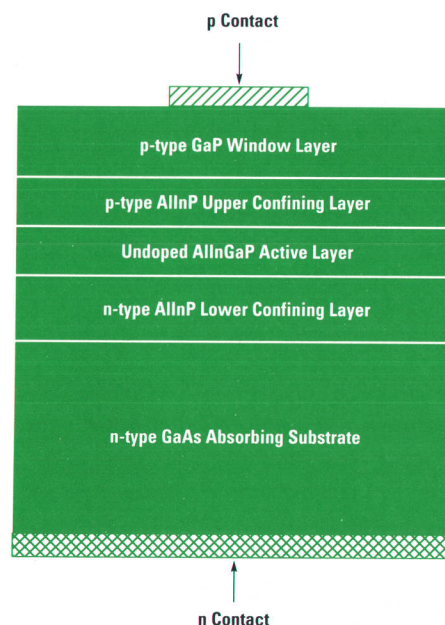 p Contact
p-type GaP Window Layer
p-type AlInP Upper Confining Layer
Undoped AlInGaP Active Layer
n-type AlInP Lower Confining Layer
n-type GaAs Absorbing Substrate
n Contact